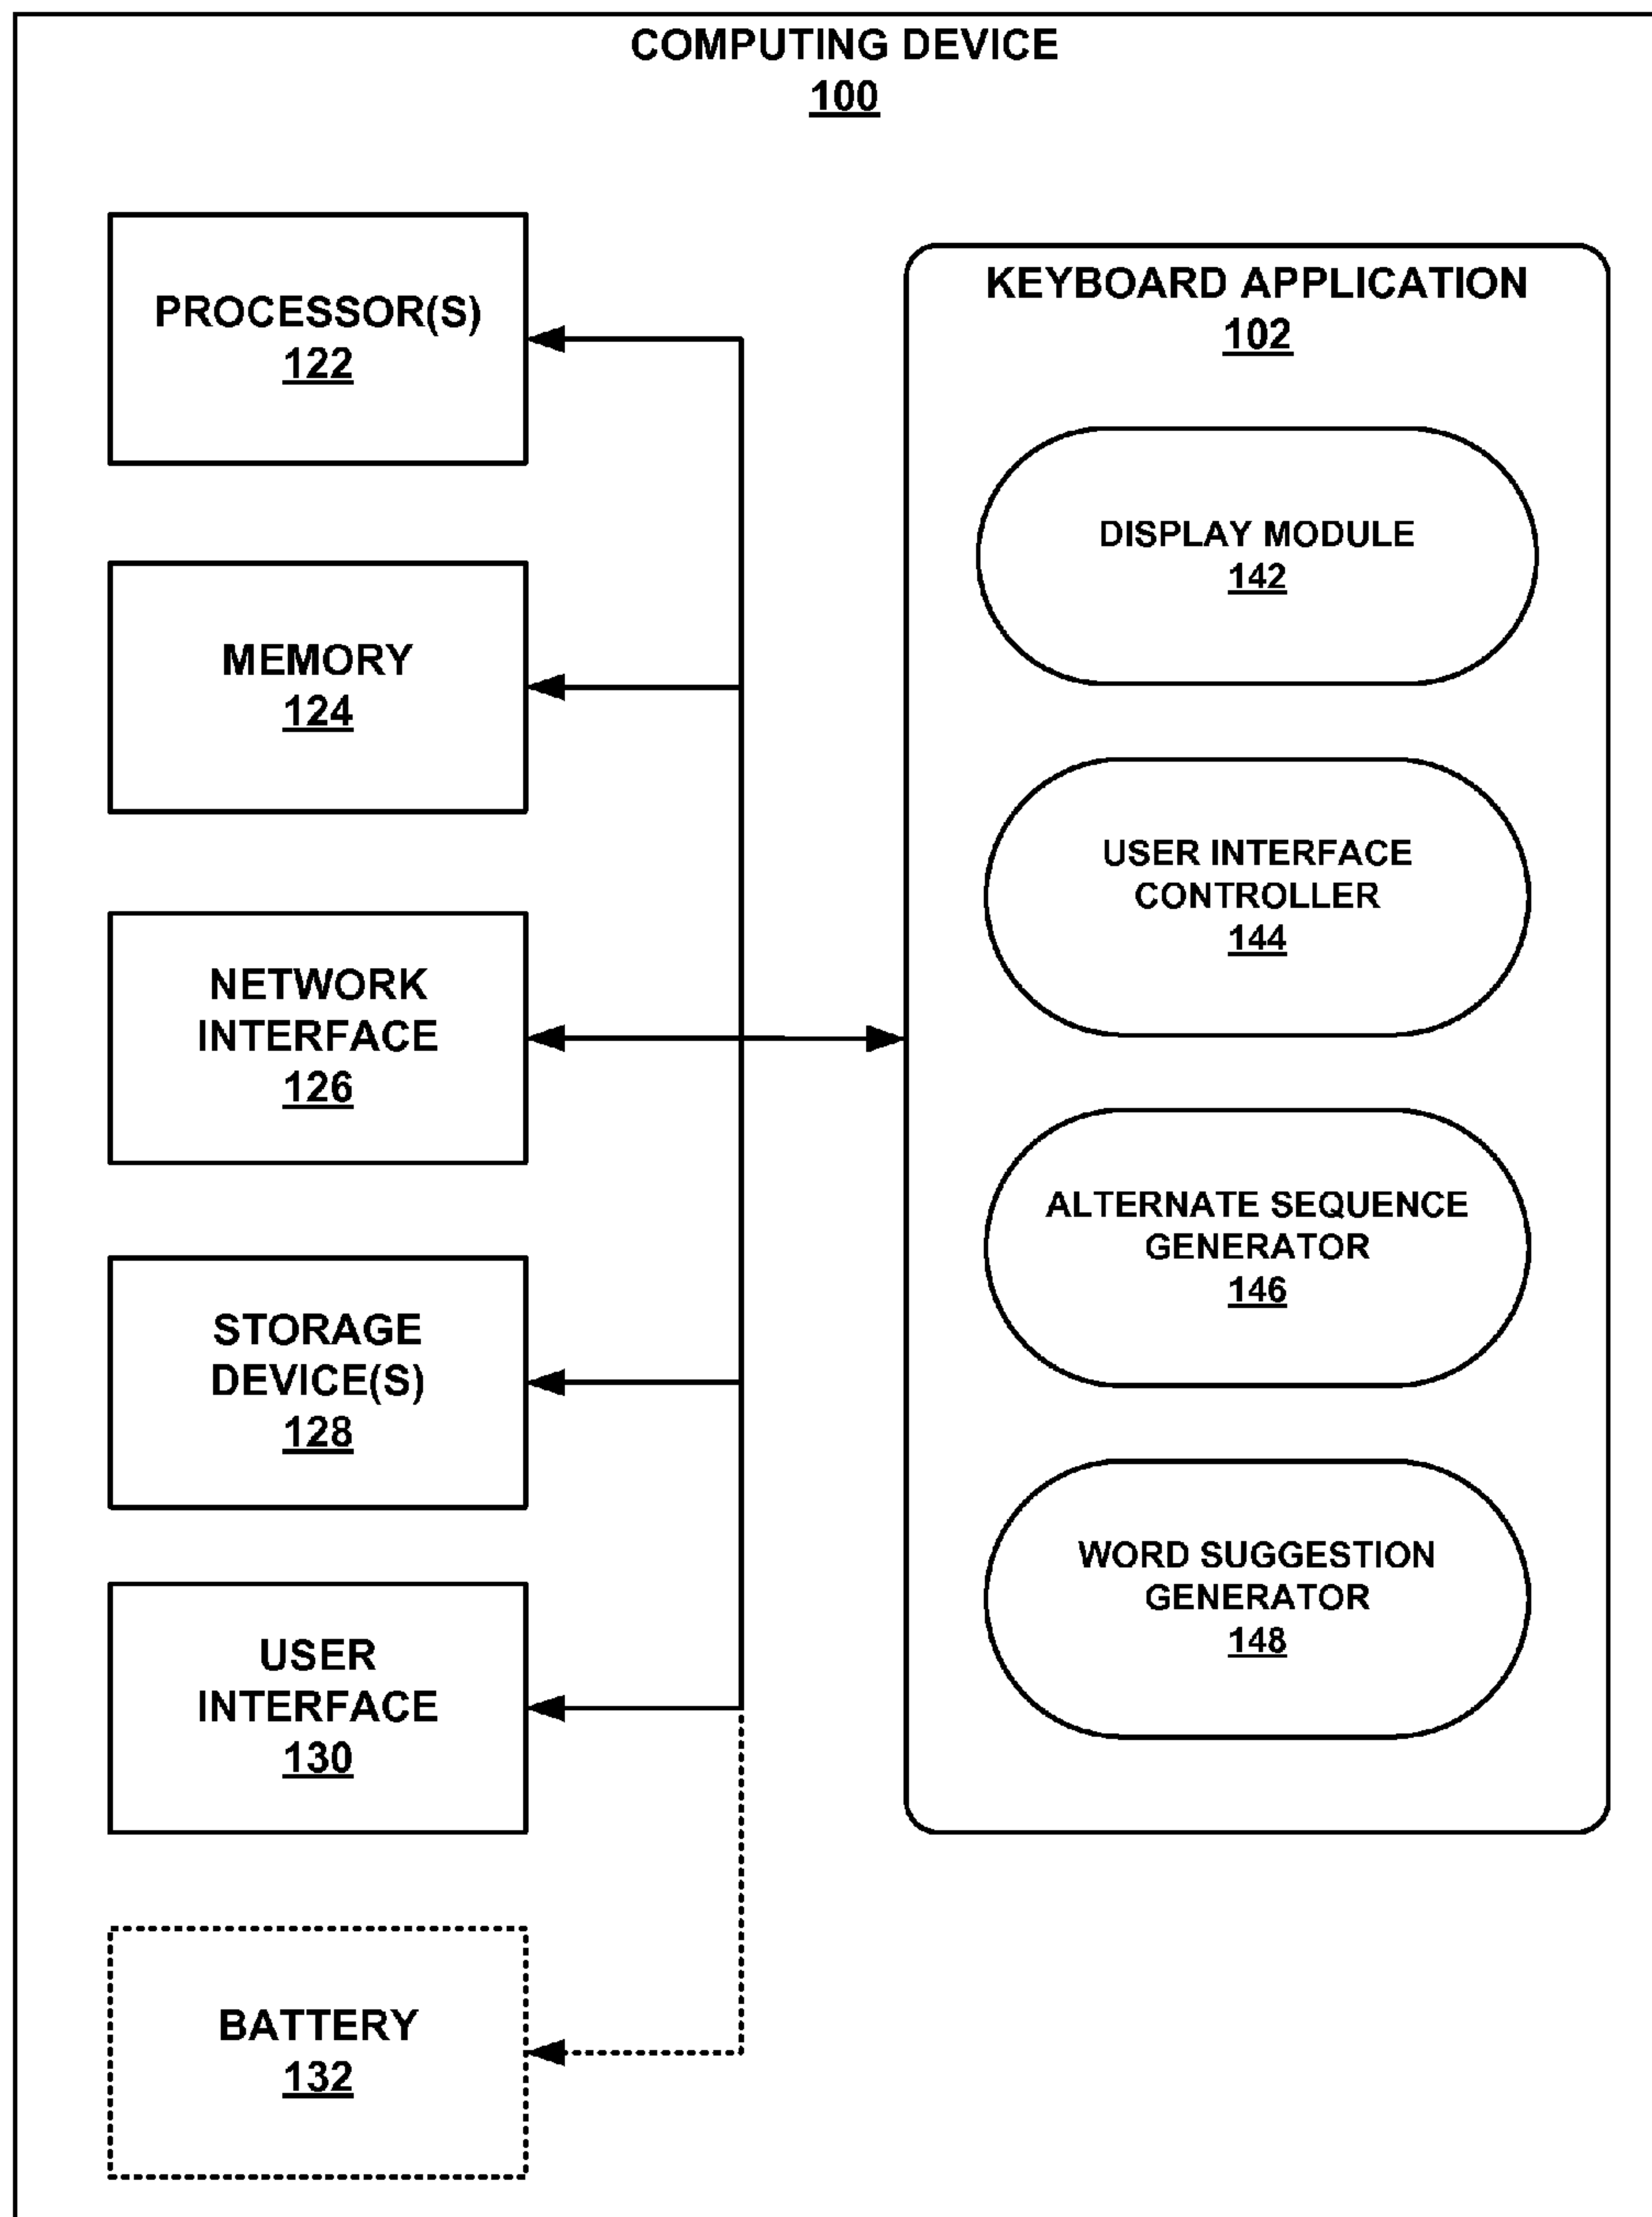 COMPUTING DEVICE
100
PROCESSOR(S)
122
MEMORY
124
NETWORK
INTERFACE
126
STORAGE
DEVICE(S)
128
USER
INTERFACE
130
BATTERY
132
KEYBOARD APPLICATION
102
DISPLAY MODULE
142
USER INTERFACE
CONTROLLER
144
ALTERNATE SEQUENCE
GENERATOR
146
WORD SUGGESTION
GENERATOR
148